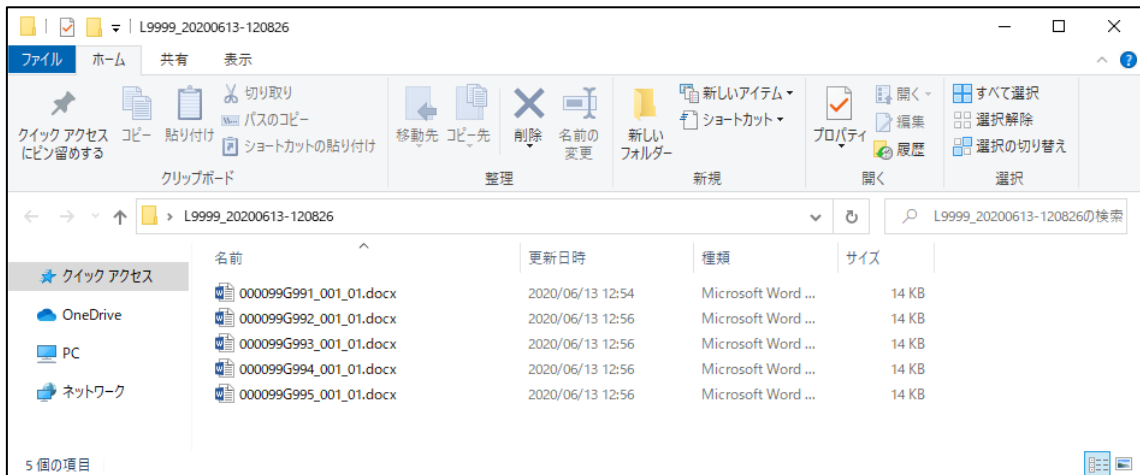 L9999_20200613-120826
ファイル ホーム 共有 表示
クイック アクセスにピン留めする
コピー
貼り付け
切り取り
パスのコピー
ショートカットの貼り付け
クリップボード
移動先
コピー先
削除
名前の変更
整理
新しいフォルダー
新しいアイテム
ショートカット
新規
プロパティ
開く
編集
履歴
開く
すべて選択
選択解除
選択の切り替え
選択
L9999_20200613-120826
L9999_20200613-120826の検索
クイック アクセス
OneDrive
PC
ネットワーク
名前 更新日時 種類 サイズ
000099G991_001_01.docx 2020/06/13 12:54 Microsoft Word ... 14 KB
000099G992_001_01.docx 2020/06/13 12:56 Microsoft Word ... 14 KB
000099G993_001_01.docx 2020/06/13 12:56 Microsoft Word ... 14 KB
000099G994_001_01.docx 2020/06/13 12:56 Microsoft Word ... 14 KB
000099G995_001_01.docx 2020/06/13 12:56 Microsoft Word ... 14 KB
5 個の項目